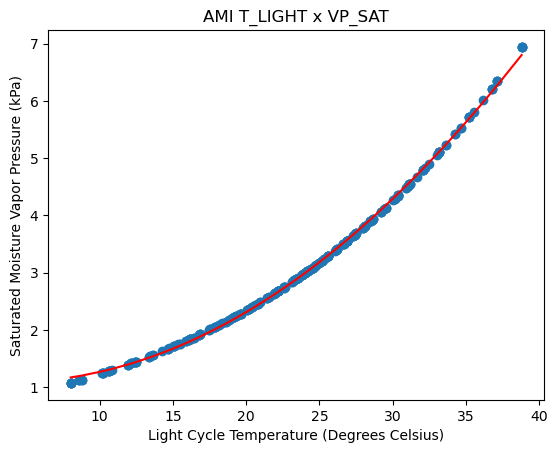 AMI T_LIGHT x VP_SAT
Saturated Moisture Vapor Pressure (kPa)
7
6
5
4
3
2
1
10 15 20 25 30 35 40
Light Cycle Temperature (Degrees Celsius)